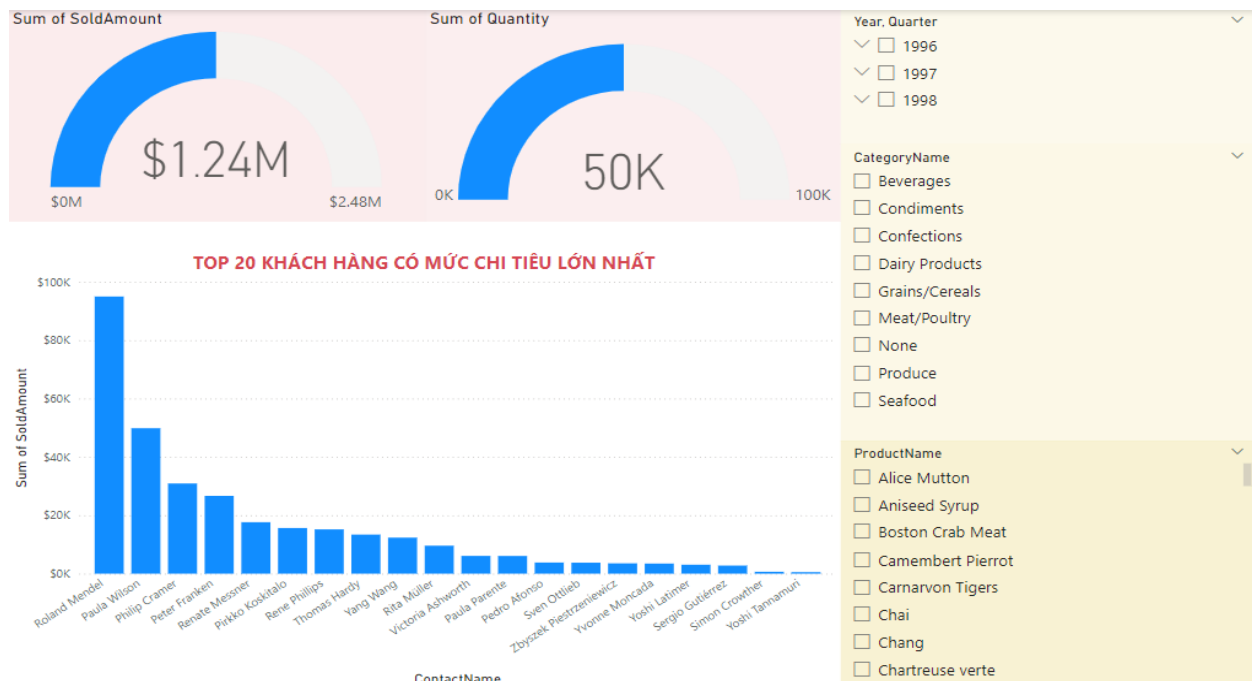 Sum of SoldAmount
$1.24M
$0M
$2.48M
Sum of Quantity
50K
0K
100K
TOP 20 KHÁCH HÀNG CÓ MỨC CHI TIÊU LỚN NHẤT
Sum of SoldAmount
$100K
$80K
$60K
$40K
$20K
$0K
Roland Mendel
Paula Wilson
Philip Cramer
Peter Franken
Renate Messner
Pirkko Koskitalo
Rene Phillips
Thomas Hardy
Yang Wang
Rita Müller
Victoria Ashworth
Paula Parente
Pedro Afonso
Sven Ottlieb
Zbyszek Piestrzeniewicz
Yvonne Moncada
Yoshi Latimer
Sergio Gutiérrez
Simon Crowther
Yoshi Tannamuri
ContactName
Year, Quarter
1996
1997
1998
CategoryName
Beverages
Condiments
Confections
Dairy Products
Grains/Cereals
Meat/Poultry
None
Produce
Seafood
ProductName
Alice Mutton
Aniseed Syrup
Boston Crab Meat
Camembert Pierrot
Carnarvon Tigers
Chai
Chang
Chartreuse verte